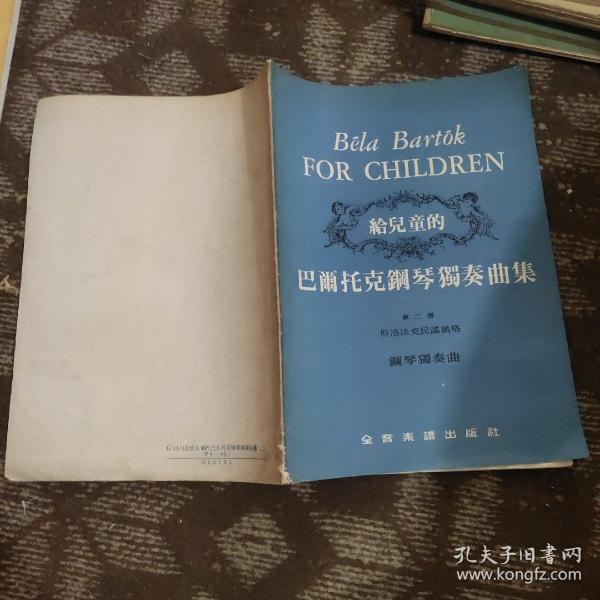 Béla Bartók
FOR CHILDREN
給兒童的
巴爾托克鋼琴獨奏曲集
第二冊
斯洛法克民謠風格
鋼琴獨奏曲
全音楽譜出版社
孔夫子旧书网
www.kongfz.com